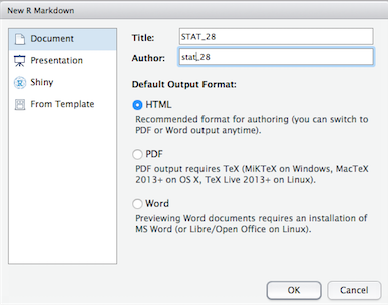 New R Markdown
Document
Presentation
Shiny
From Template
Title: STAT_28
Author: stat_28
Default Output Format:
HTML
Recommended format for authoring (you can switch to
PDF or Word output anytime).
PDF
PDF output requires TeX (MiKTeX on Windows, MacTeX
2013+ on OS X, TeX Live 2013+ on Linux).
Word
Previewing Word documents requires an installation of
MS Word (or Libre/Open Office on Linux).
OK Cancel